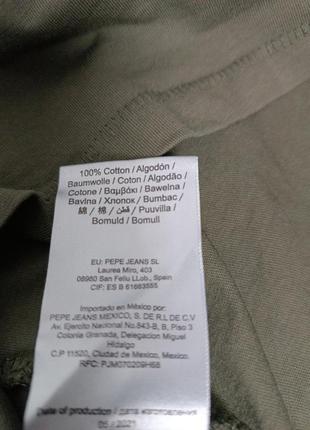 100% Cotton / Algodón /
Baumwolle / Coton / Algodão /
Cotone / Βαμβάκι / Bawełna /
Bavlna / Хлопок / Bumbac /
綿 / 棉 / قطن / Puuvilla /
Bomuld / Bomull
EU: PEPE JEANS SL
Laurea Miro, 403
08980 San Feliu LLob., Spain
CIF: ES B 61663555
Importado en México por:
PEPE JEANS MEXICO, S. DE R.L DE C.V
Av. Ejercito Nacional No.843-B, B, Piso 3
Colonia Granada, Delegacion Miguel
Hidalgo
C.P 11520, Ciudad de Mexico, Mexico
RFC: PJM070209H68
Date of production / дата изготовления
05 / 2021